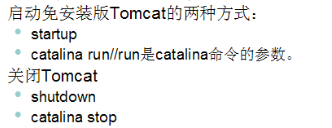 启动免安装版Tomcat的两种方式：
startup
catalina run//run是catalina命令的参数。
关闭Tomcat
shutdown
catalina stop